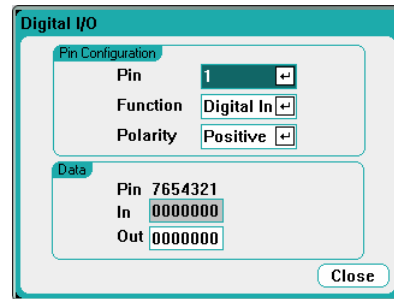 Digital I/O
Pin Configuration
Pin 1
Function Digital In
Polarity Positive
Data
Pin 7654321
In 0000000
Out 0000000
Close